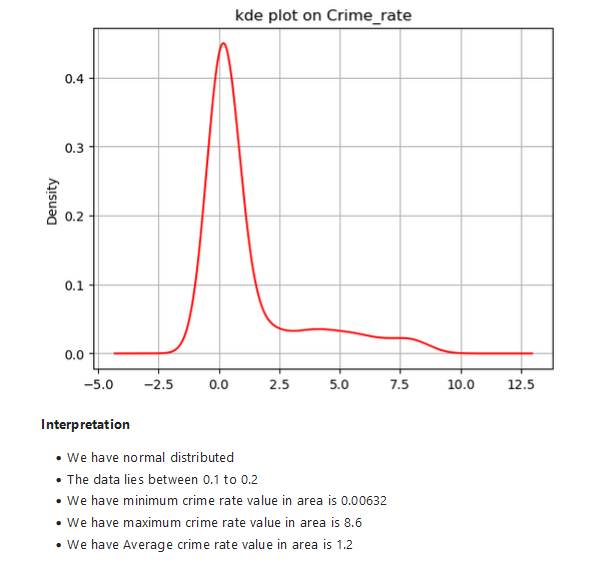 kde plot on Crime_rate
0.4
0.3
0.2
0.1
0.0
Density
−5.0 −2.5 0.0 2.5 5.0 7.5 10.0 12.5
Interpretation
• We have normal distributed
• The data lies between 0.1 to 0.2
• We have minimum crime rate value in area is 0.00632
• We have maximum crime rate value in area is 8.6
• We have Average crime rate value in area is 1.2